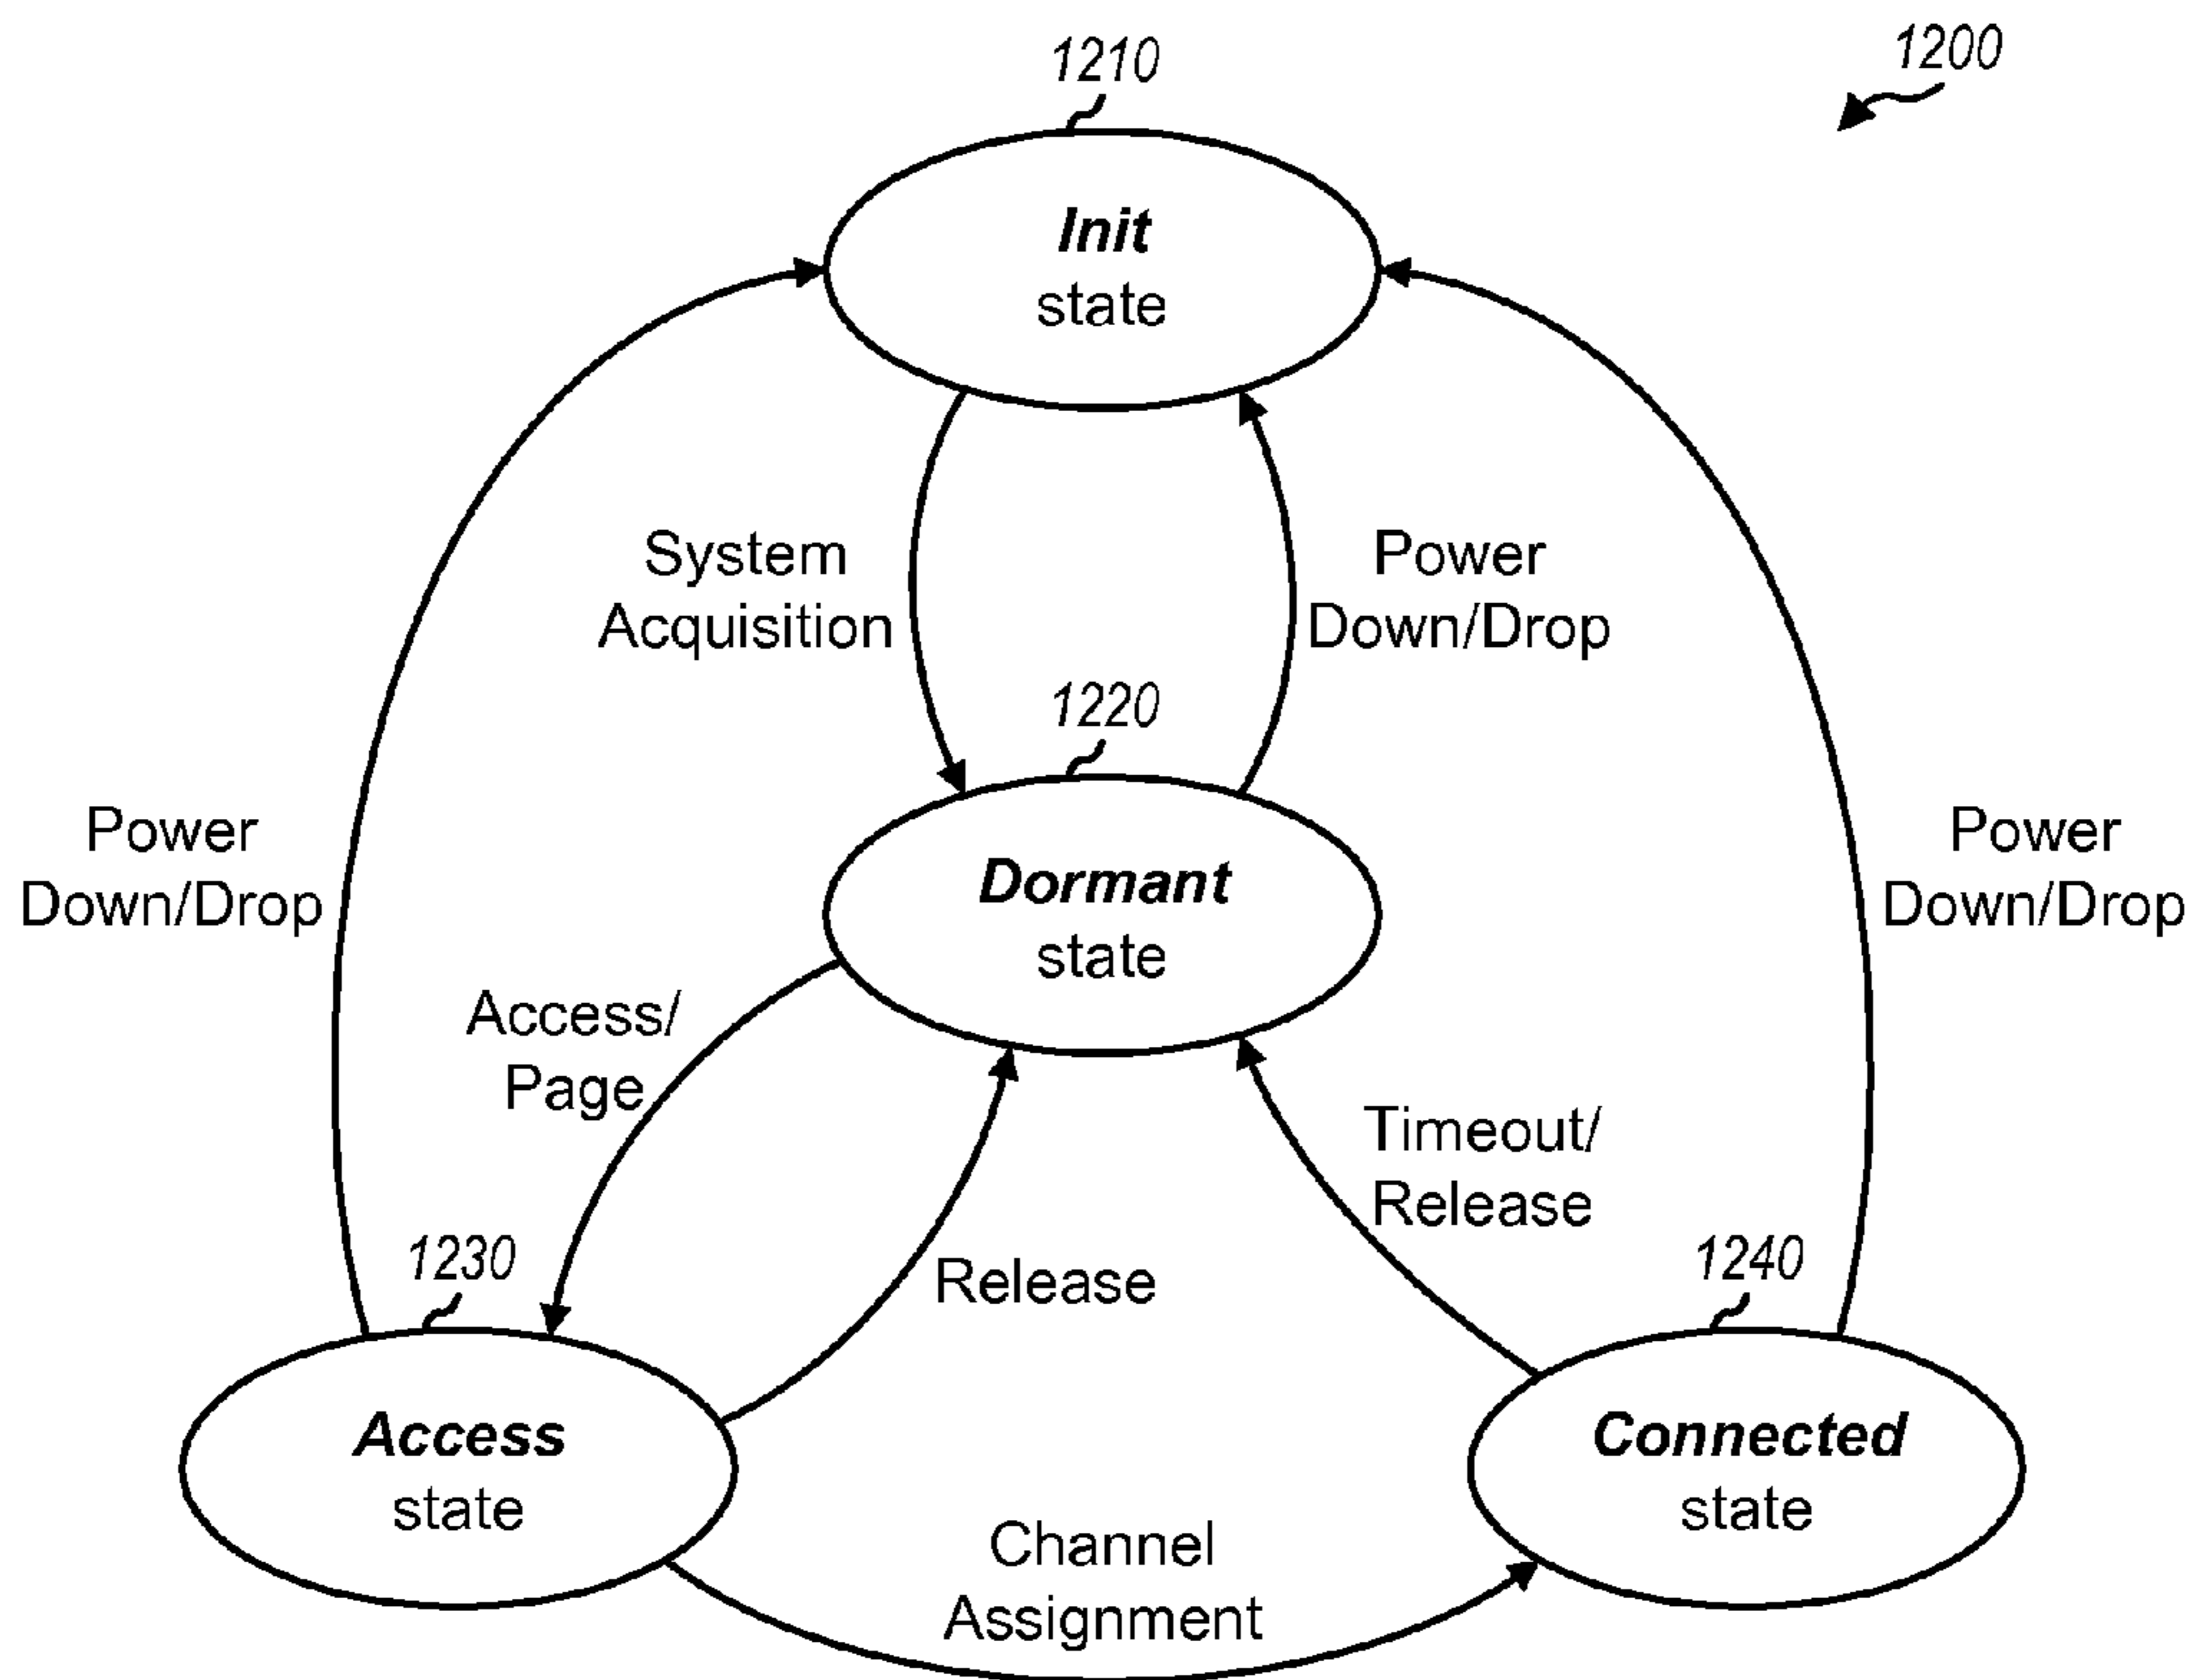 1210
1200
Init
state
System
Acquisition
Power
Down/Drop
1220
Power
Down/Drop
Dormant
state
Power
Down/Drop
Access/
Page
Timeout/
Release
1230
Release
1240
Access
state
Connected
state
Channel
Assignment